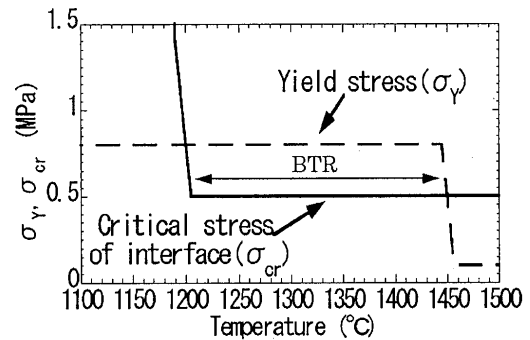 1.5
1
0.5
0
σY, σcr (MPa)
Yield stress(σY)
BTR
Critical stress
of interface(σcr)
1100 1200 1250 1300 1350 1400 1450 1500
Temperature (°C)